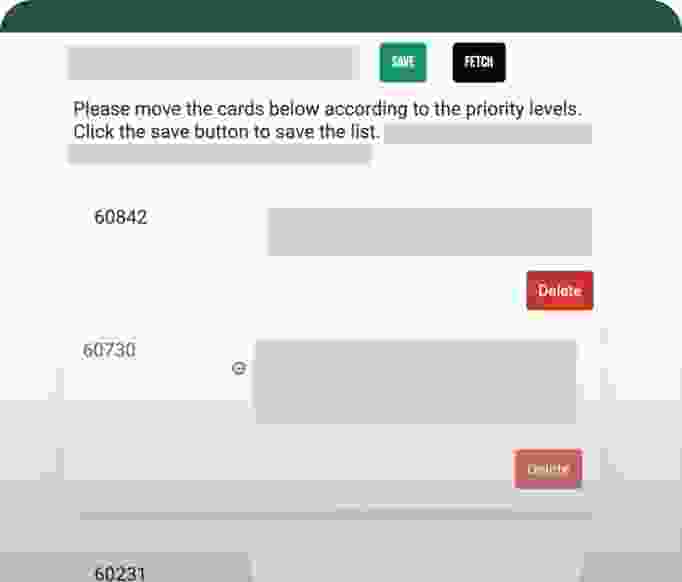 SAVE FETCH
Please move the cards below according to the priority levels.
Click the save button to save the list.
60842
Delete
60730
Delete
60231